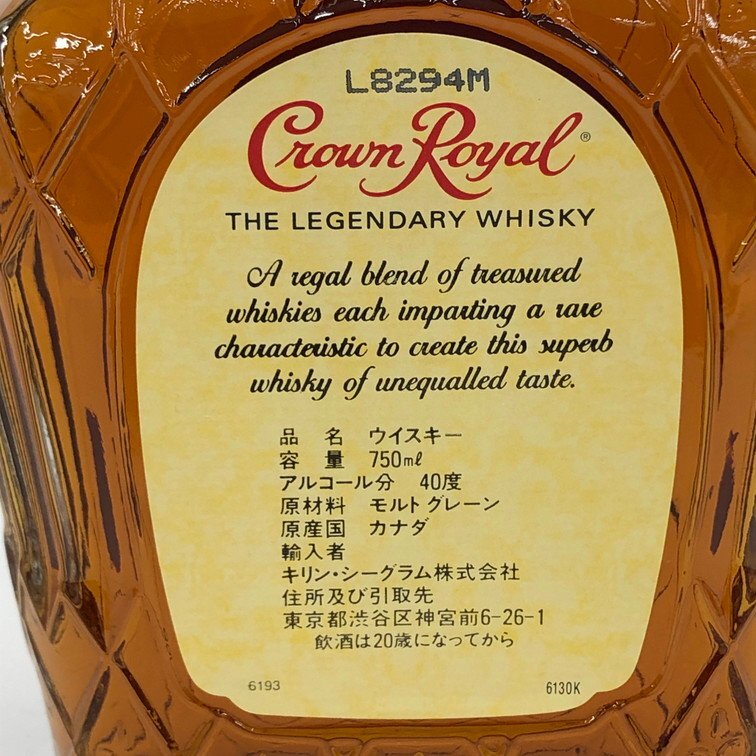 L8294M
Crown Royal®
THE LEGENDARY WHISKY
A regal blend of treasured
whiskies each imparting a rare
characteristic to create this superb
whisky of unequalled taste.
品 名 ウイスキー
容 量 750mℓ
アルコール分 40度
原材料 モルトグレーン
原産国 カナダ
輸入者
キリン・シーグラム株式会社
住所及び引取先
東京都渋谷区神宮前6-26-1
飲酒は20歳になってから
6193 6130K